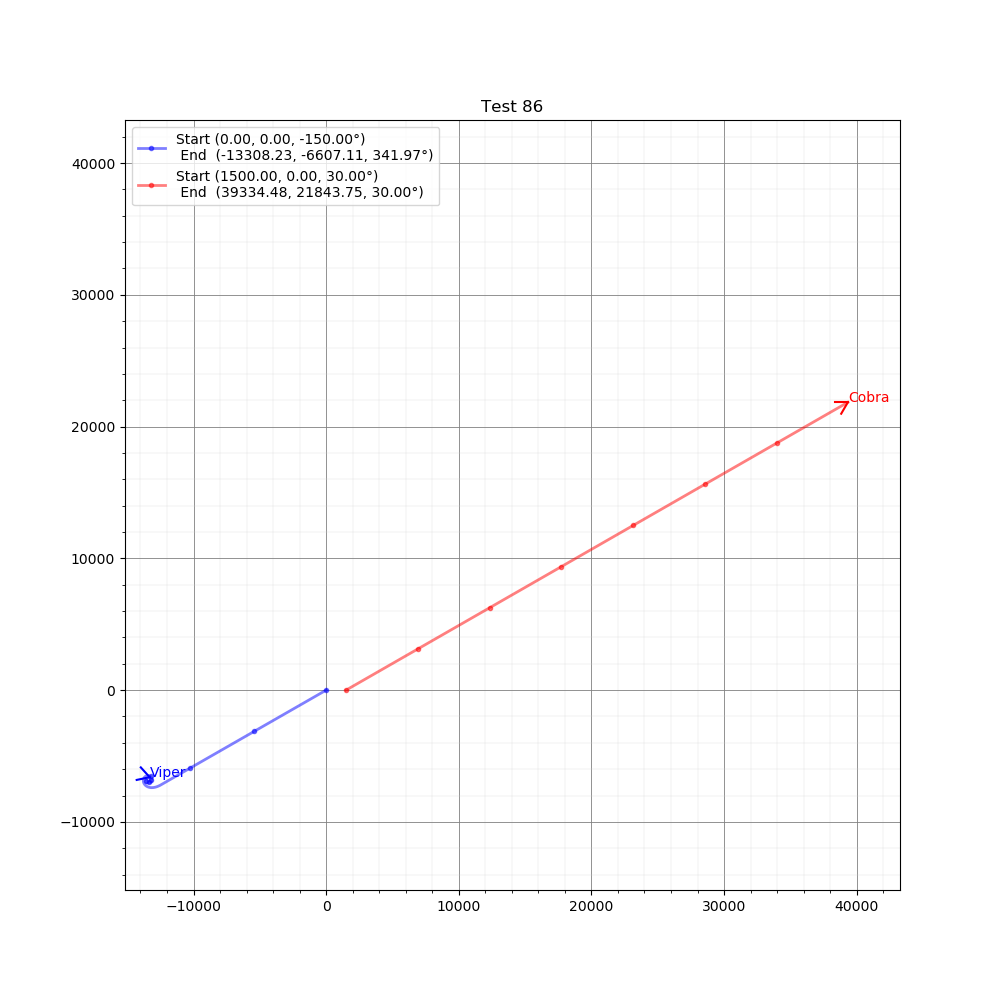 Test 86
Start (0.00, 0.00, -150.00°)
End (-13308.23, -6607.11, 341.97°)
Start (1500.00, 0.00, 30.00°)
End (39334.48, 21843.75, 30.00°)
40000
30000
20000
10000
0
−10000
Cobra
Viper
−10000
0
10000
20000
30000
40000